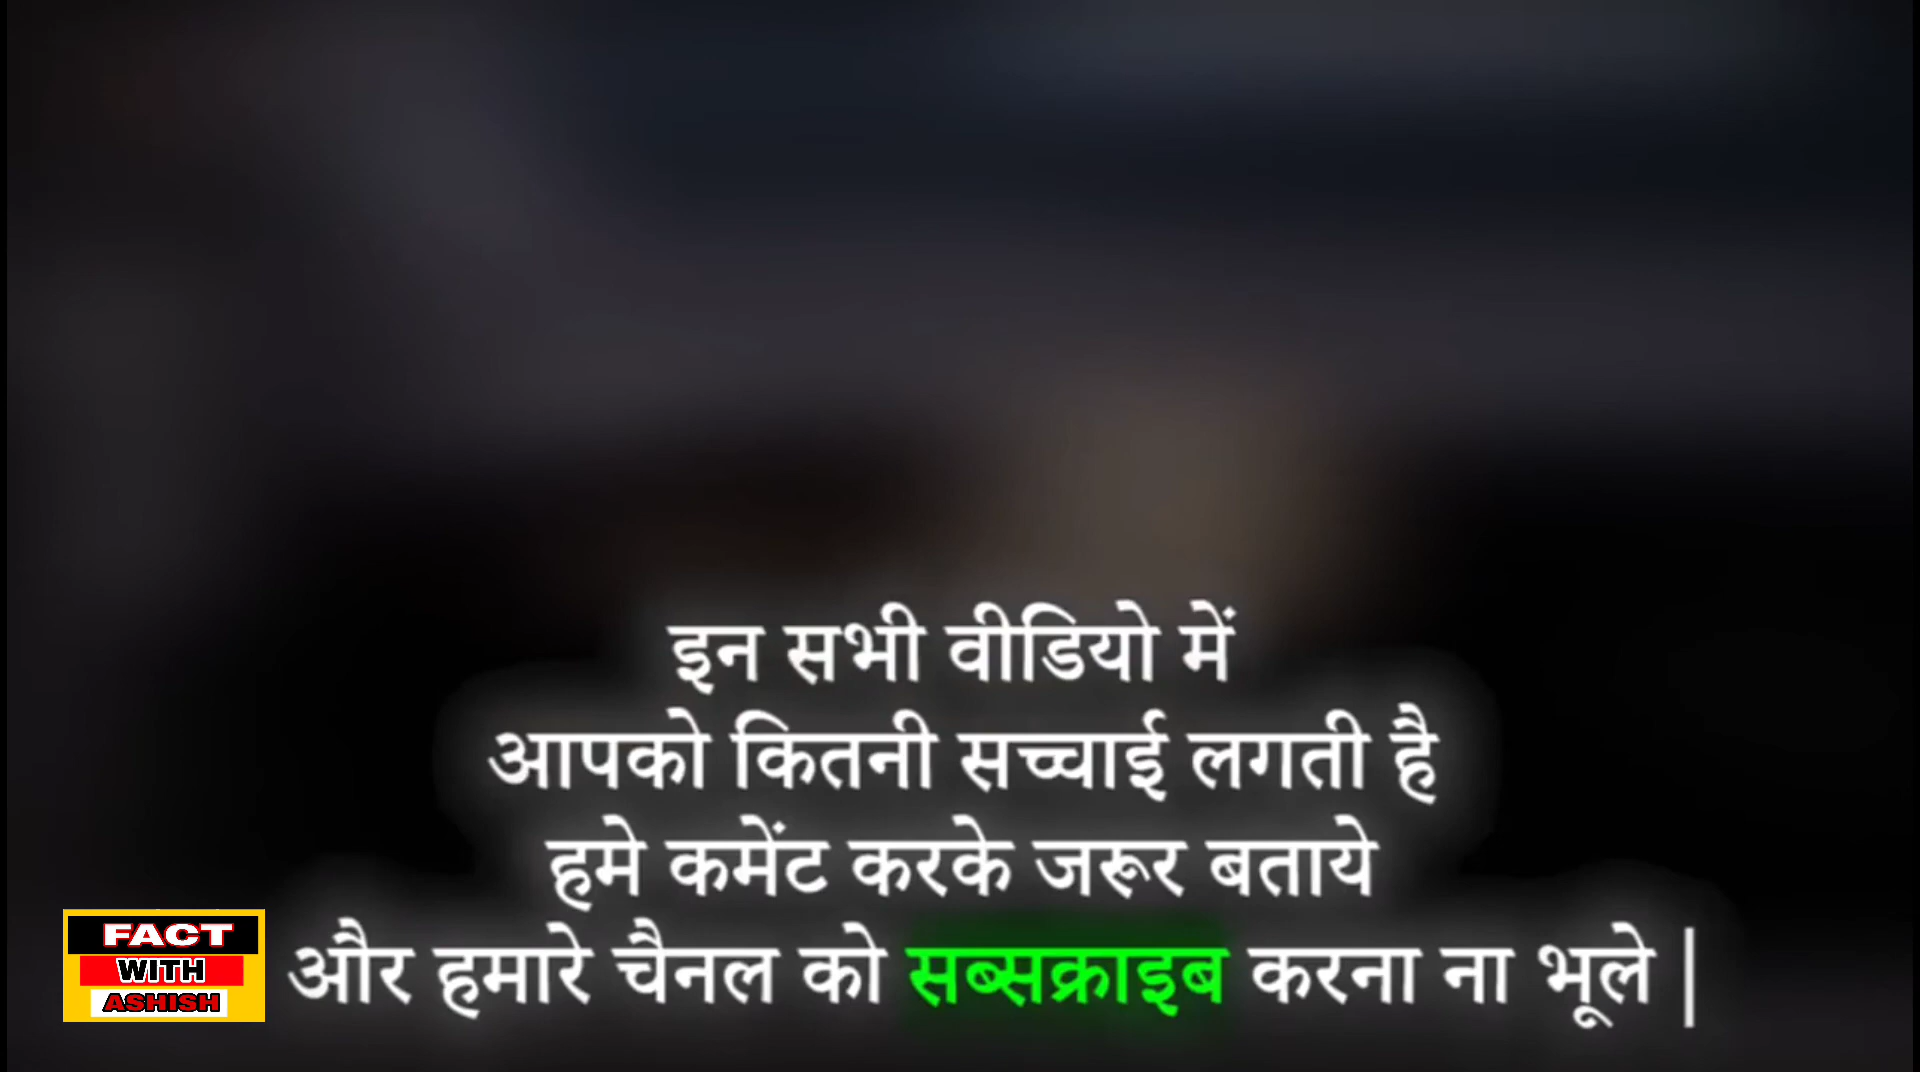 इन सभी वीडियो में
आपको कितनी सच्चाई लगती है
हमे कमेंट करके जरूर बताये
और हमारे चैनल को सब्सक्राइब करना ना भूले |
FACT
WITH
ASHISH